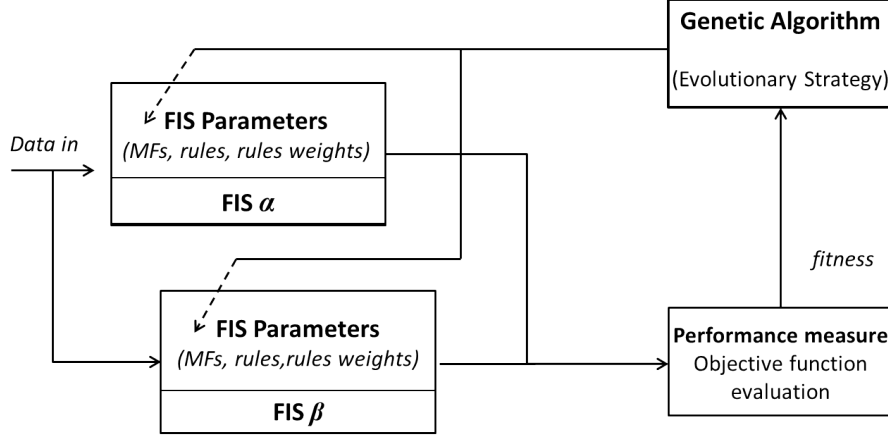 Genetic Algorithm
(Evolutionary Strategy)
Data in
FIS Parameters
(MFs, rules, rules weights)
FIS α
fitness
FIS Parameters
(MFs, rules,rules weights)
FIS β
Performance measure
Objective function
evaluation